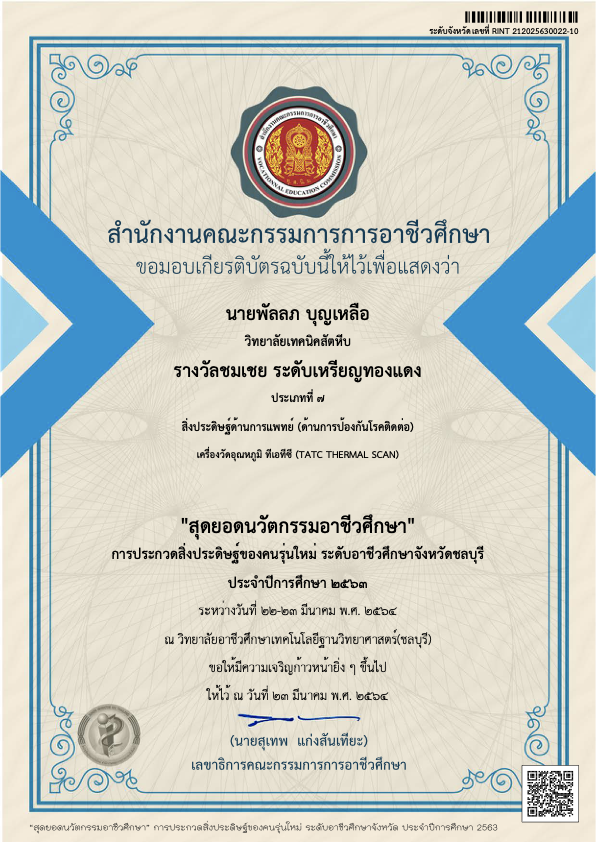 ระดับจังหวัดเลขที่ RINT 212025630022-10
สำนักงานคณะกรรมการการอาชีวศึกษา
VOCATIONAL EDUCATION COMMISSION
สำนักงานคณะกรรมการการอาชีวศึกษา
ขอมอบเกียรติบัตรฉบับนี้ให้ไว้เพื่อแสดงว่า
นายพัลลภ บุญเหลือ
วิทยาลัยเทคนิคสัตหีบ
รางวัลชมเชย ระดับเหรียญทองแดง
ประเภทที่ ๗
สิ่งประดิษฐ์ด้านการแพทย์ (ด้านการป้องกันโรคติดต่อ)
เครื่องวัดอุณหภูมิ ทีเอทีซี (TATC THERMAL SCAN)
"สุดยอดนวัตกรรมอาชีวศึกษา"
การประกวดสิ่งประดิษฐ์ของคนรุ่นใหม่ ระดับอาชีวศึกษาจังหวัดชลบุรี
ประจำปีการศึกษา ๒๕๖๓
ระหว่างวันที่ ๒๒-๒๓ มีนาคม พ.ศ. ๒๕๖๔
ณ วิทยาลัยอาชีวศึกษาเทคโนโลยีฐานวิทยาศาสตร์(ชลบุรี)
ขอให้มีความเจริญก้าวหน้ายิ่ง ๆ ขึ้นไป
ให้ไว้ ณ วันที่ ๒๓ มีนาคม พ.ศ. ๒๕๖๔
(นายสุเทพ แก่งสันเทียะ)
เลขาธิการคณะกรรมการการอาชีวศึกษา
"สุดยอดนวัตกรรมอาชีวศึกษา" การประกวดสิ่งประดิษฐ์ของคนรุ่นใหม่ ระดับอาชีวศึกษาจังหวัด ประจำปีการศึกษา 2563